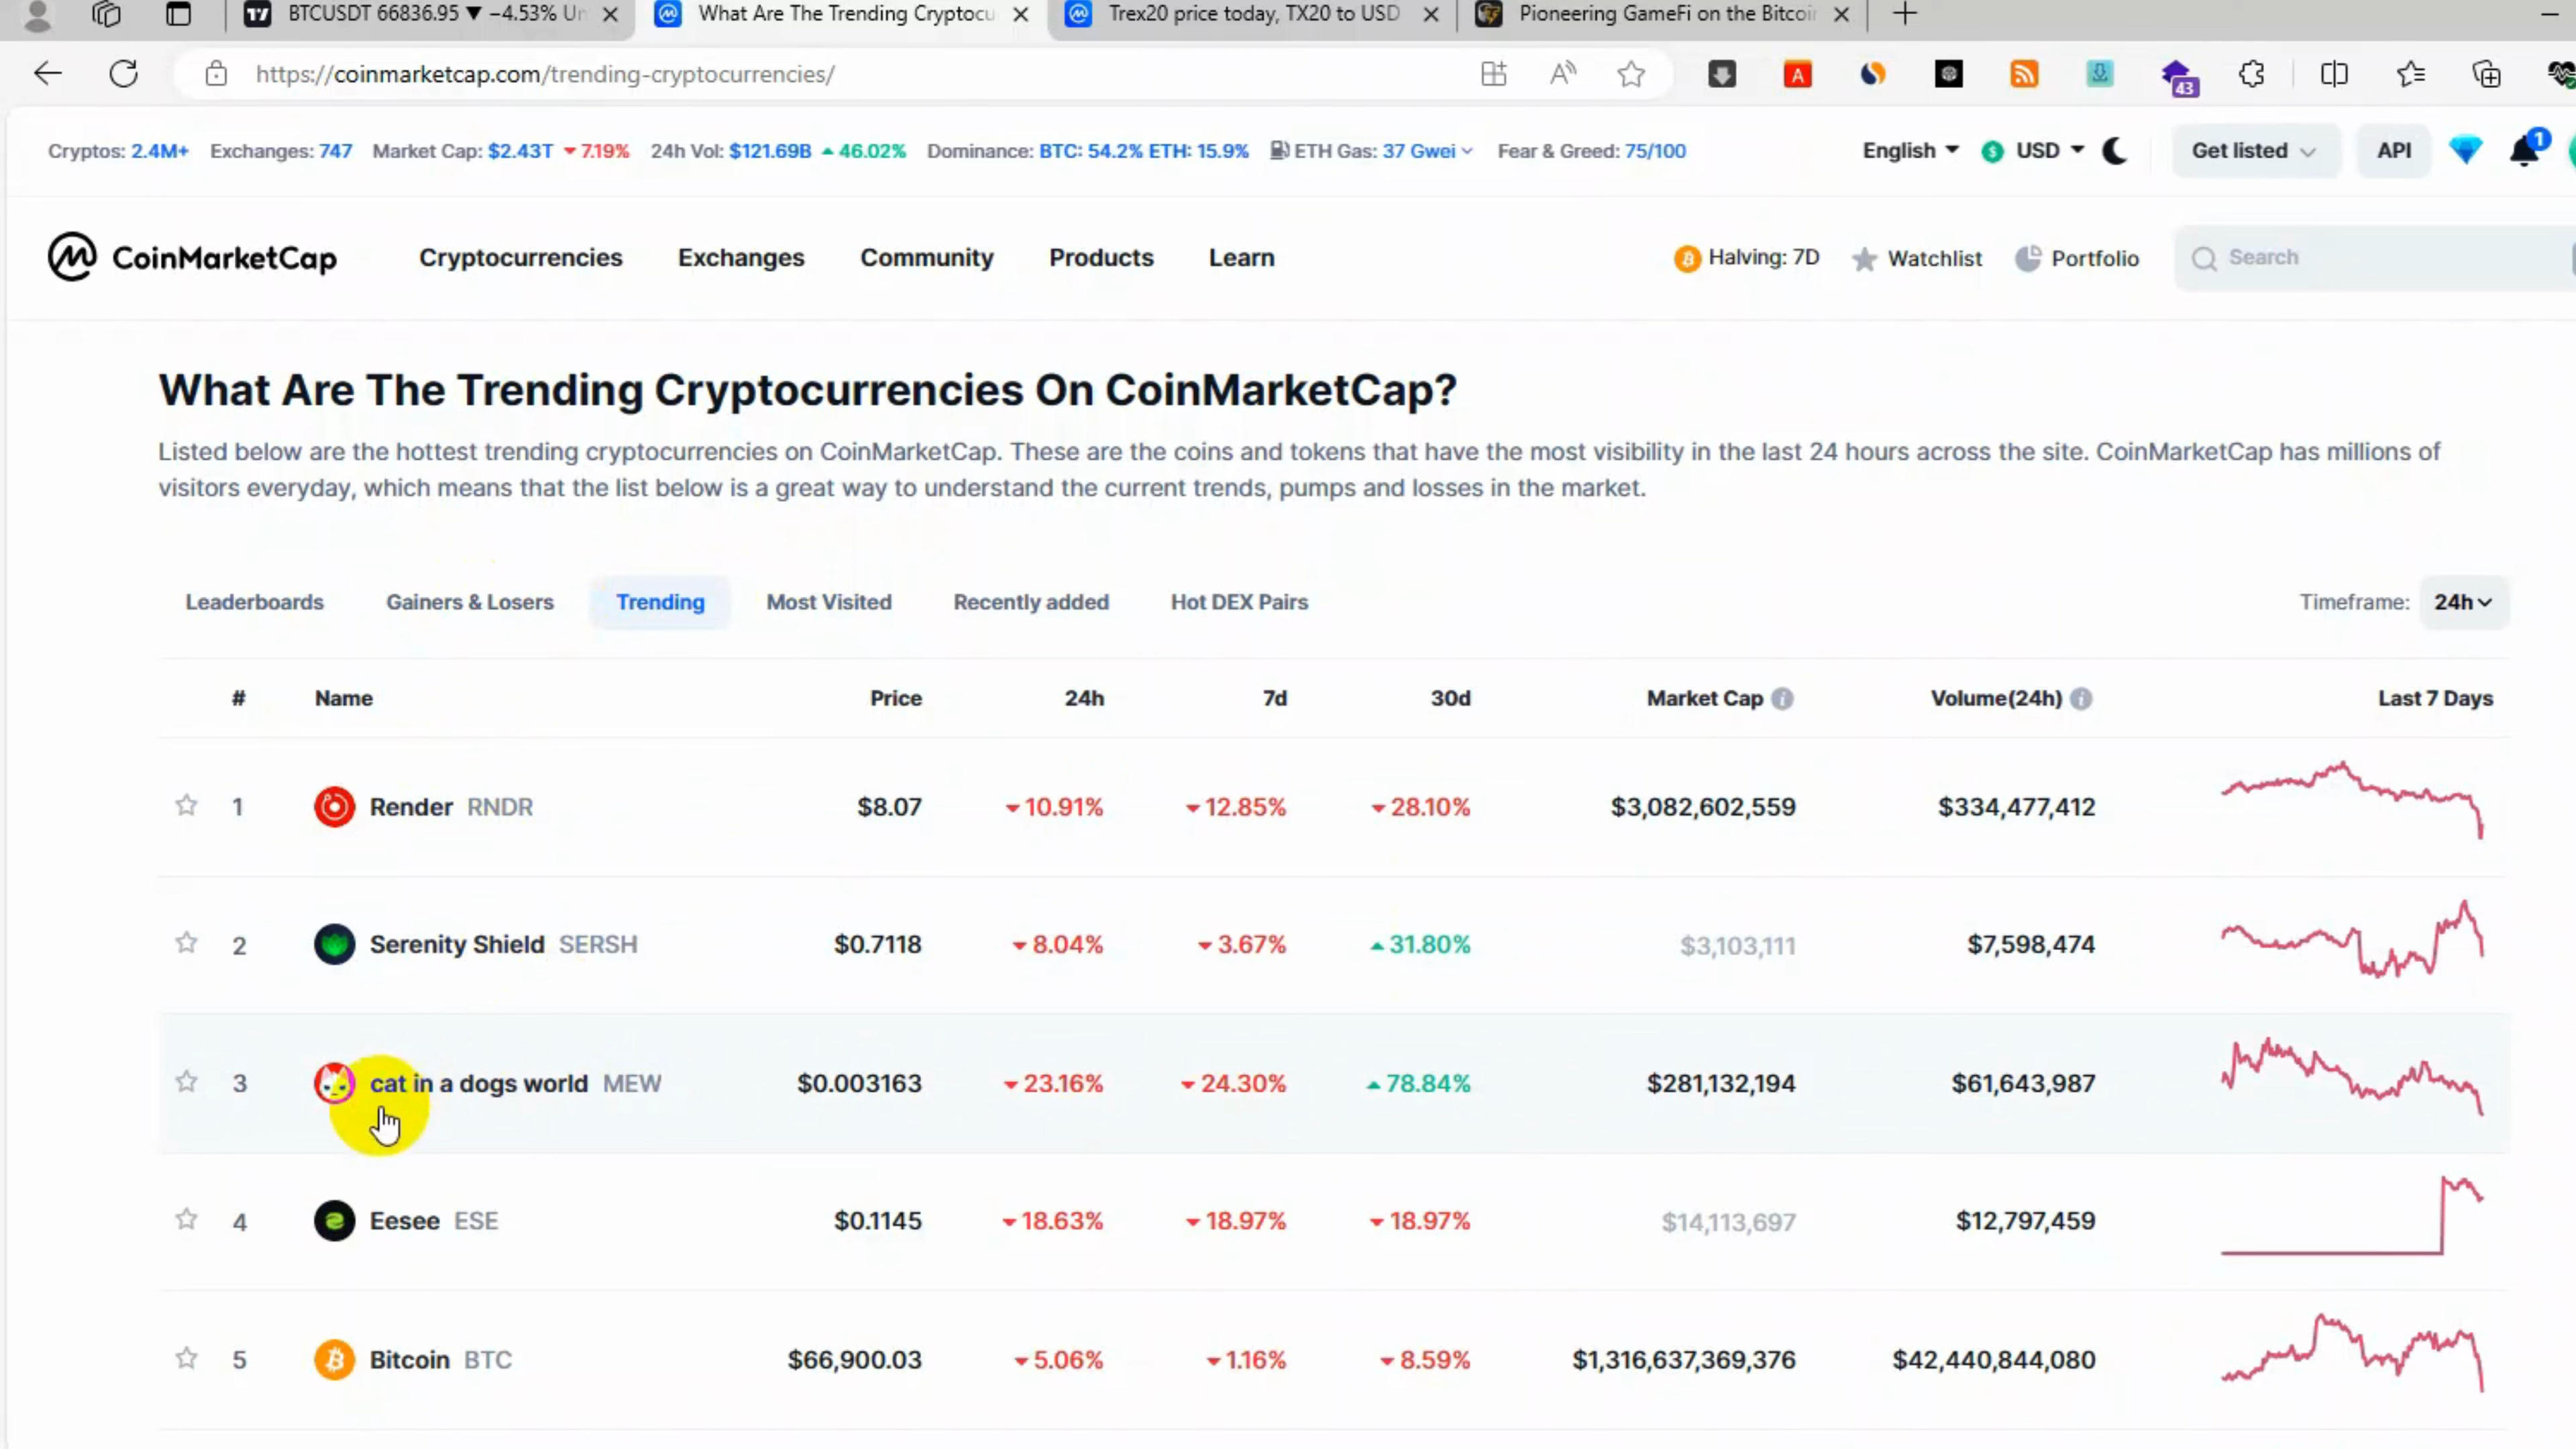 BTCUSDT 66836.95 ▼ −4.53% Un
What Are The Trending Cryptocu
Trex20 price today, TX20 to USD
Pioneering GameFi on the Bitcoin
https://coinmarketcap.com/trending-cryptocurrencies/
A
43
Cryptos: 2.4M+ Exchanges: 747 Market Cap: $2.43T ▼ 7.19% 24h Vol: $121.69B ▲ 46.02% Dominance: BTC: 54.2% ETH: 15.9% ETH Gas: 37 Gwei Fear & Greed: 75/100
English USD Get listed API 1
CoinMarketCap Cryptocurrencies Exchanges Community Products Learn Halving: 7D Watchlist Portfolio Search
What Are The Trending Cryptocurrencies On CoinMarketCap?
Listed below are the hottest trending cryptocurrencies on CoinMarketCap. These are the coins and tokens that have the most visibility in the last 24 hours across the site. CoinMarketCap has millions of
visitors everyday, which means that the list below is a great way to understand the current trends, pumps and losses in the market.
Leaderboards Gainers & Losers Trending Most Visited Recently added Hot DEX Pairs Timeframe: 24h
# Name Price 24h 7d 30d Market Cap Volume(24h) Last 7 Days
1 Render RNDR $8.07 ▼ 10.91% ▼ 12.85% ▼ 28.10% $3,082,602,559 $334,477,412
2 Serenity Shield SERSH $0.7118 ▼ 8.04% ▼ 3.67% ▲ 31.80% $3,103,111 $7,598,474
3 cat in a dogs world MEW $0.003163 ▼ 23.16% ▼ 24.30% ▲ 78.84% $281,132,194 $61,643,987
4 Eesee ESE $0.1145 ▼ 18.63% ▼ 18.97% ▼ 18.97% $14,113,697 $12,797,459
5 Bitcoin BTC $66,900.03 ▼ 5.06% ▼ 1.16% ▼ 8.59% $1,316,637,369,376 $42,440,844,080